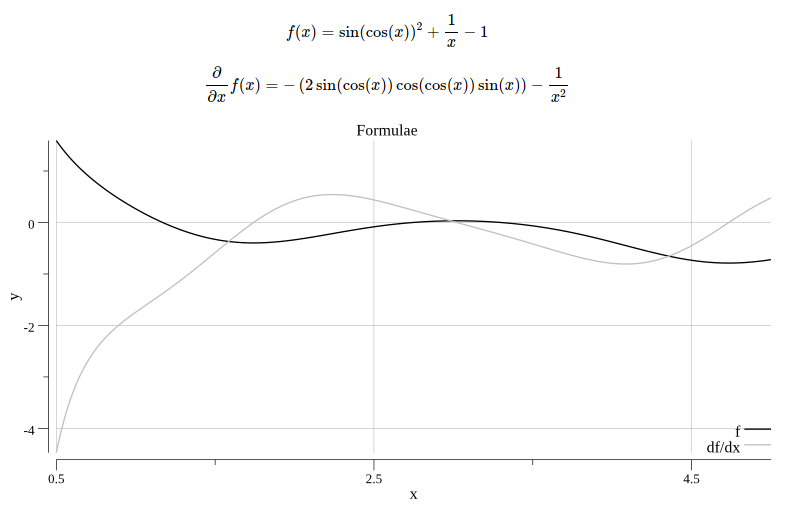 f(x) = sin(cos(x))² + 1/x − 1
∂/∂x f(x) = − (2 sin(cos(x)) cos(cos(x)) sin(x)) − 1/x²
Formulae
0
-2
-4
y
f
df/dx
0.5
2.5
4.5
x